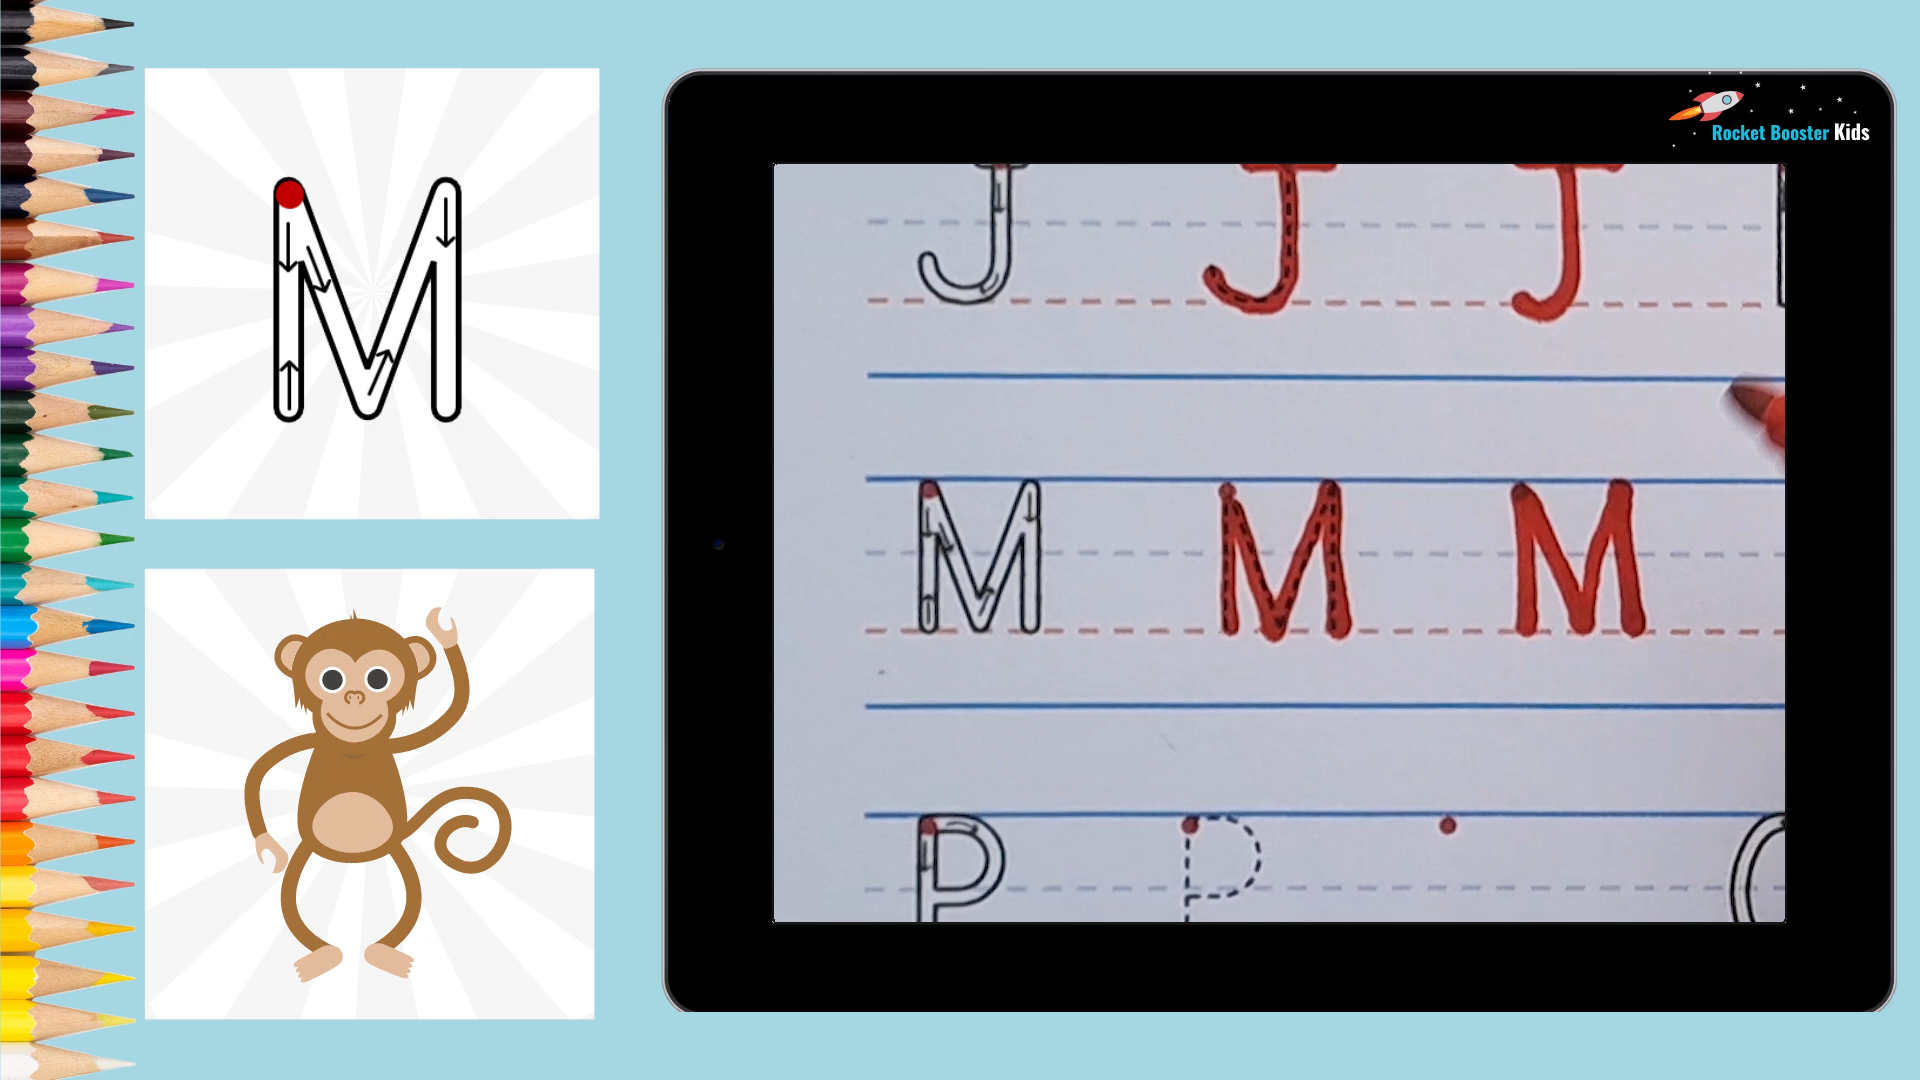 M
Rocket Booster Kids
J J J
M M M
P P